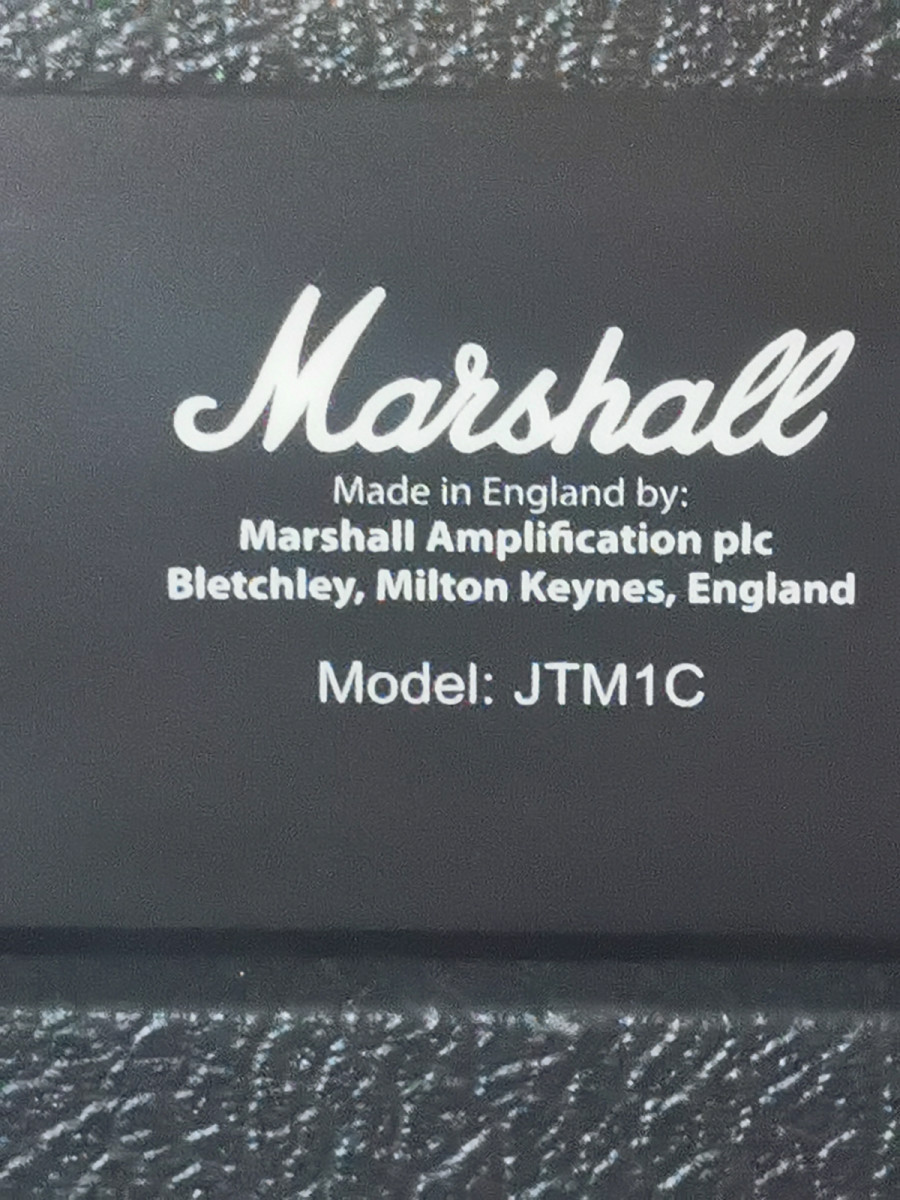 Marshall
Made in England by:
Marshall Amplification plc
Bletchley, Milton Keynes, England
Model: JTM1C